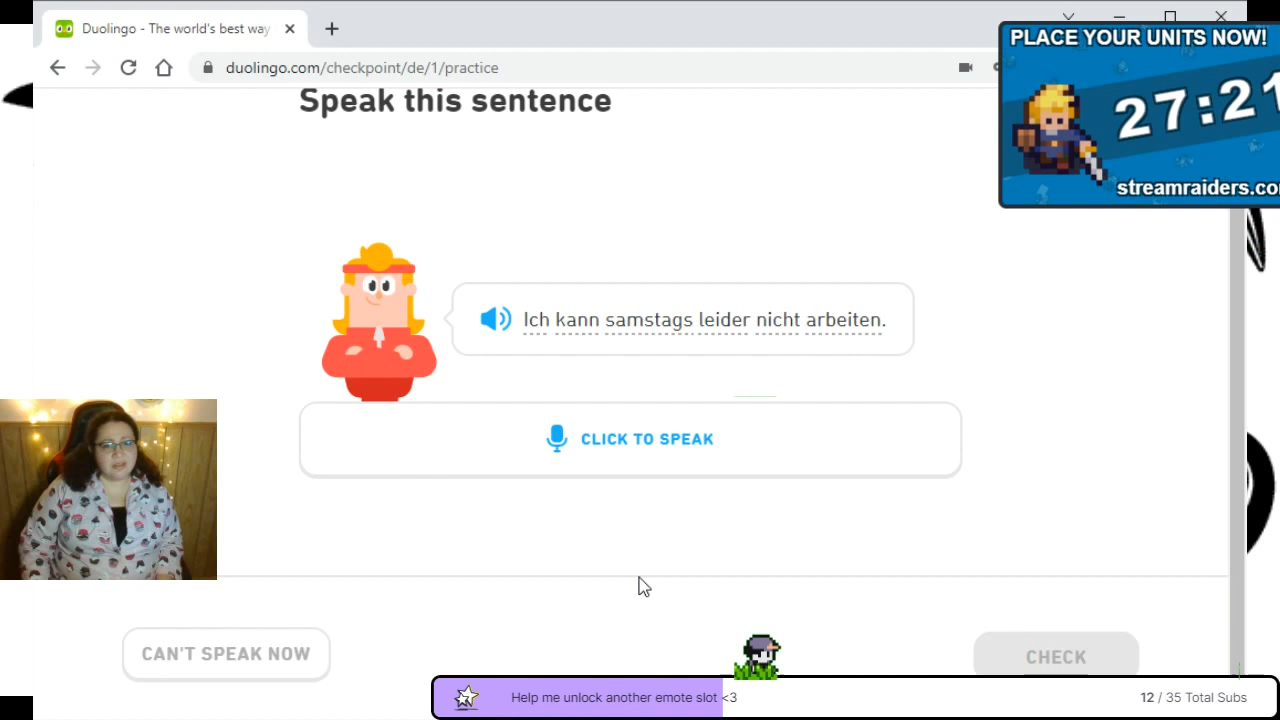 Duolingo - The world's best way
duolingo.com/checkpoint/de/1/practice
PLACE YOUR UNITS NOW!
27:21
streamraiders.co
Speak this sentence
Ich kann samstags leider nicht arbeiten.
CLICK TO SPEAK
CAN'T SPEAK NOW
CHECK
Help me unlock another emote slot <3
12 / 35 Total Subs